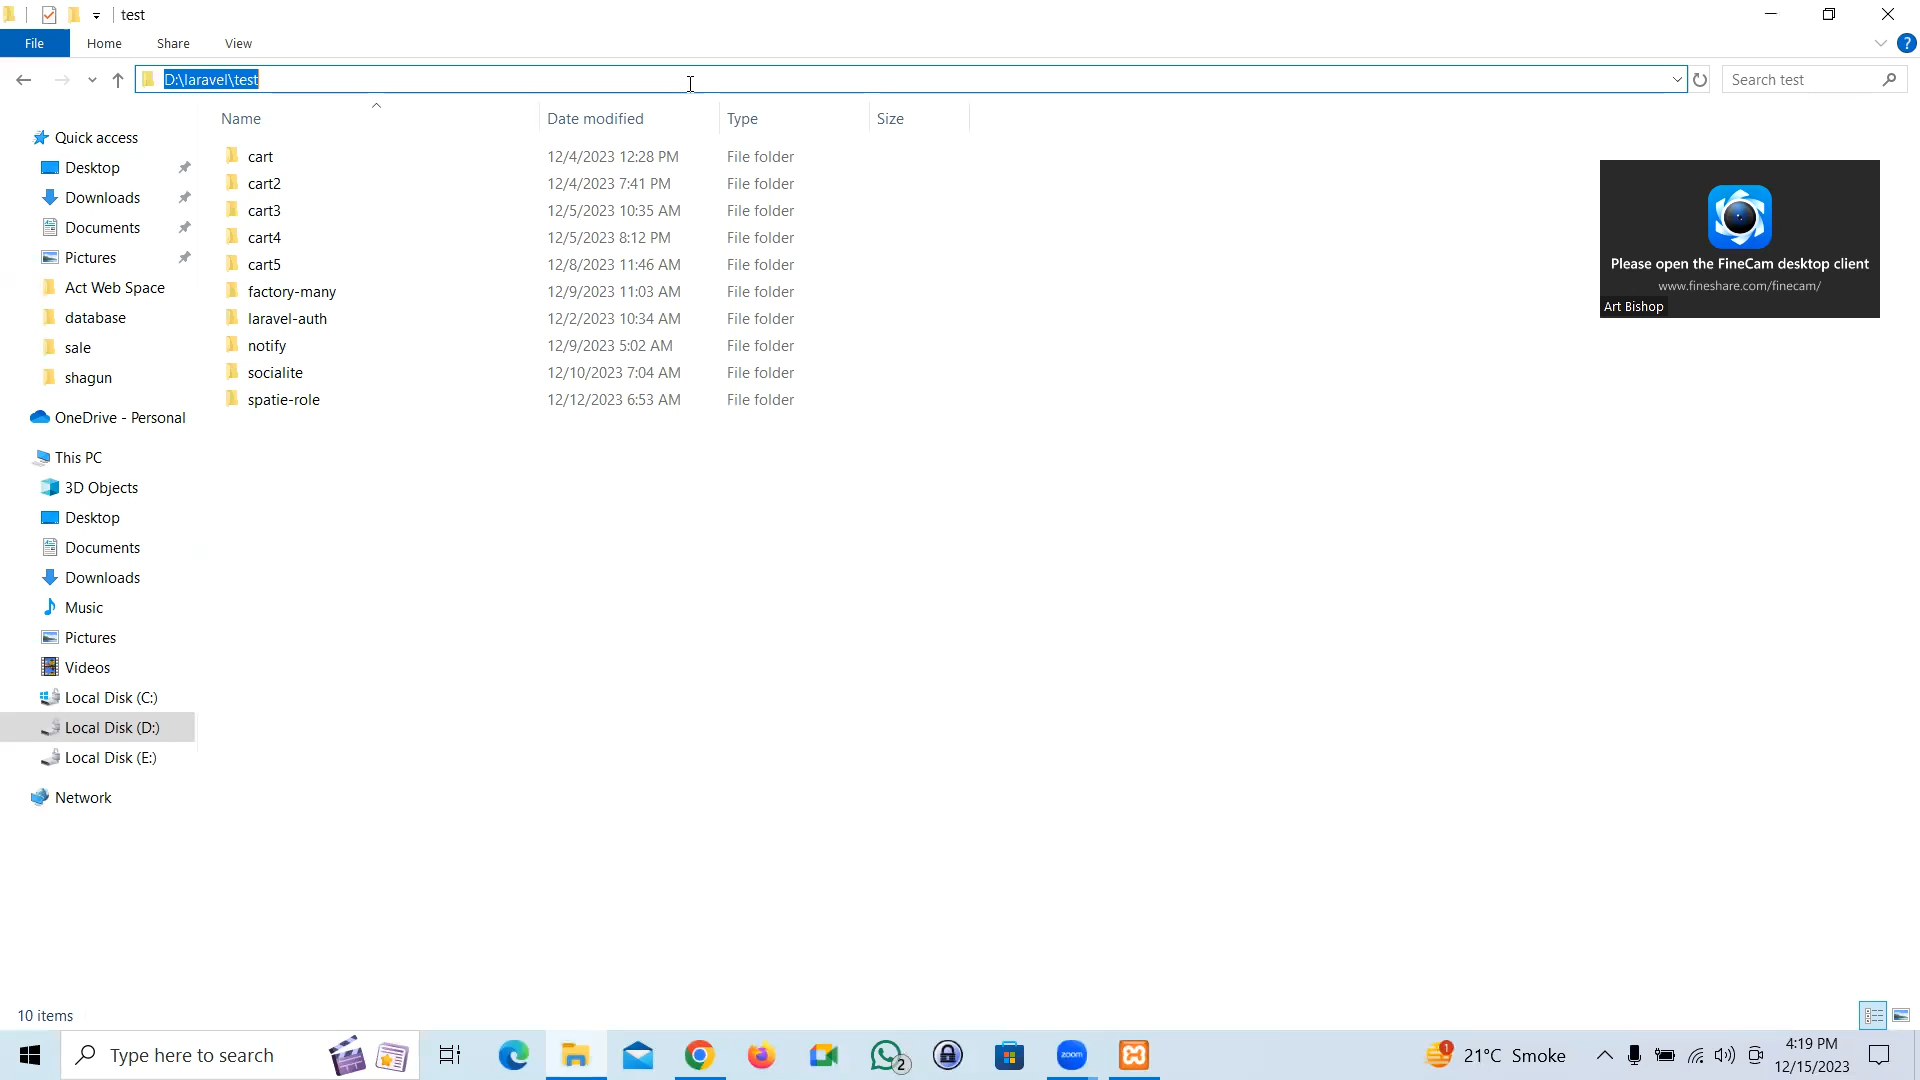 test
File Home Share View
D:\laravel\test
Search test
Name Date modified Type Size
Quick access
Desktop
Downloads
Documents
Pictures
Act Web Space
database
sale
shagun
OneDrive - Personal
This PC
3D Objects
Desktop
Documents
Downloads
Music
Pictures
Videos
Local Disk (C:)
Local Disk (D:)
Local Disk (E:)
Network
cart 12/4/2023 12:28 PM File folder
cart2 12/4/2023 7:41 PM File folder
cart3 12/5/2023 10:35 AM File folder
cart4 12/5/2023 8:12 PM File folder
cart5 12/8/2023 11:46 AM File folder
factory-many 12/9/2023 11:03 AM File folder
laravel-auth 12/2/2023 10:34 AM File folder
notify 12/9/2023 5:02 AM File folder
socialite 12/10/2023 7:04 AM File folder
spatie-role 12/12/2023 6:53 AM File folder
Please open the FineCam desktop client
www.fineshare.com/finecam/
Art Bishop
10 items
Type here to search
2
zoom
1
21°C Smoke
4:19 PM
12/15/2023